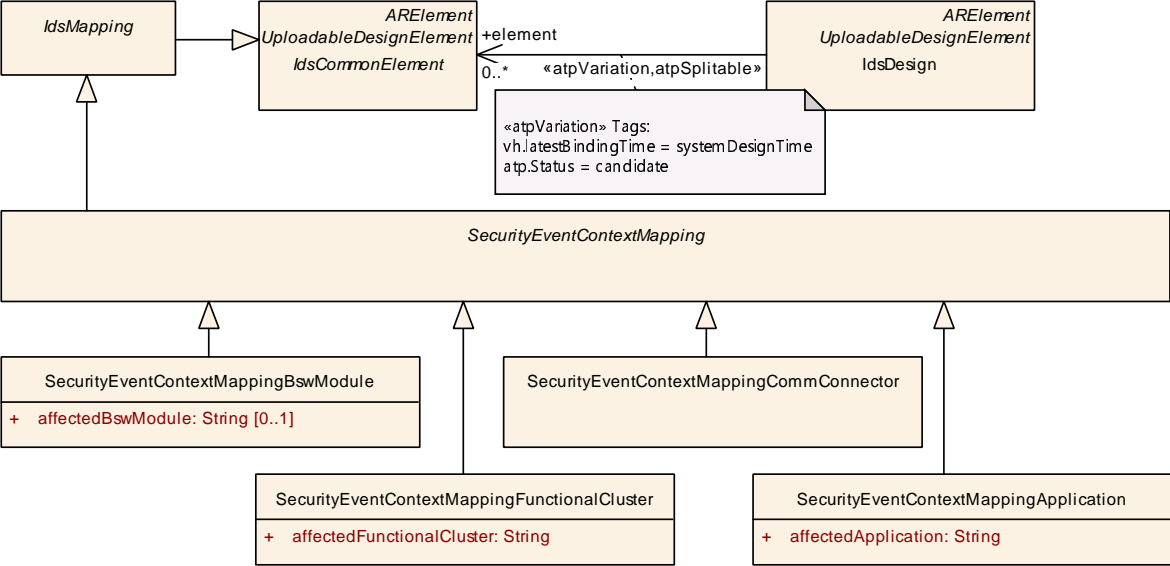 IdsMapping
ARElement
UploadableDesignElement
IdsCommonElement
+element
0..*
«atpVariation,atpSplitable»
ARElement
UploadableDesignElement
IdsDesign
«atpVariation» Tags:
vh.latestBindingTime = systemDesignTime
atp.Status = candidate
SecurityEventContextMapping
SecurityEventContextMappingBswModule
+ affectedBswModule: String [0..1]
SecurityEventContextMappingCommConnector
SecurityEventContextMappingFunctionalCluster
+ affectedFunctionalCluster: String
SecurityEventContextMappingApplication
+ affectedApplication: String